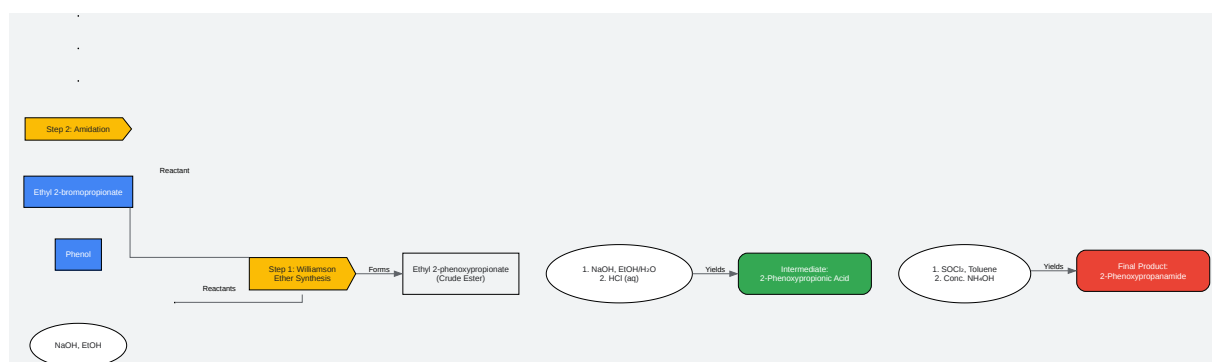 Step 2: Amidation
Reactant
Ethyl 2-bromopropionate
Phenol
Step 1: Williamson
Ether Synthesis
Forms
Ethyl 2-phenoxypropionate
(Crude Ester)
1. NaOH, EtOH/H₂O
2. HCl (aq)
Yields
Intermediate:
2-Phenoxypropionic Acid
1. SOCl₂, Toluene
2. Conc. NH₄OH
Yields
Final Product:
2-Phenoxypropanamide
Reactants
NaOH, EtOH